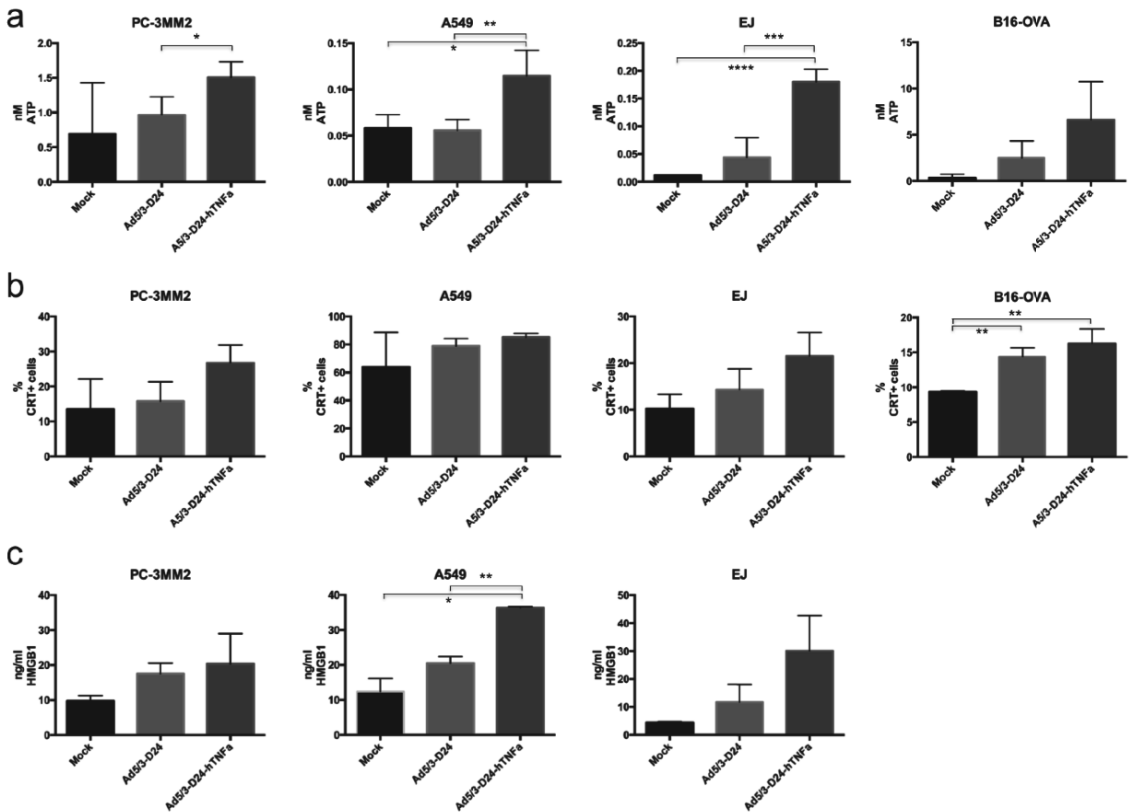 a
PC-3MM2
A549
EJ
B16-OVA
nM
ATP
2.0
1.5
1.0
0.5
0.0
*
Mock
Ad5/3-D24
A5/3-D24-hTNFa
nM
ATP
0.15
0.10
0.05
0.00
**
*
Mock
Ad5/3-D24
A5/3-D24-hTNFa
nM
ATP
0.25
0.20
0.15
0.10
0.05
0.00
***
****
Mock
Ad5/3-D24
A5/3-D24-hTNFa
nM
ATP
15
10
5
0
Mock
Ad5/3-D24
A5/3-D24-hTNFa
b
PC-3MM2
A549
EJ
B16-OVA
%
CRT+ cells
40
30
20
10
0
Mock
Ad5/3-D24
A5/3-D24-hTNFa
%
CRT+ cells
100
80
60
40
20
0
Mock
Ad5/3-D24
A5/3-D24-hTNFa
%
CRT+ cells
30
20
10
0
Mock
Ad5/3-D24
A5/3-D24-hTNFa
%
CRT+ cells
20
15
10
5
0
**
**
Mock
Ad5/3-D24
A5/3-D24-hTNFa
c
PC-3MM2
A549
EJ
ng/ml
HMGB1
40
30
20
10
0
Mock
Ad5/3-D24
Ad5/3-D24-hTNFa
ng/ml
HMGB1
40
30
20
10
0
**
*
Mock
Ad5/3-D24
Ad5/3-D24-hTNFa
ng/ml
HMGB1
50
40
30
20
10
0
Mock
Ad5/3-D24
Ad5/3-D24-hTNFa